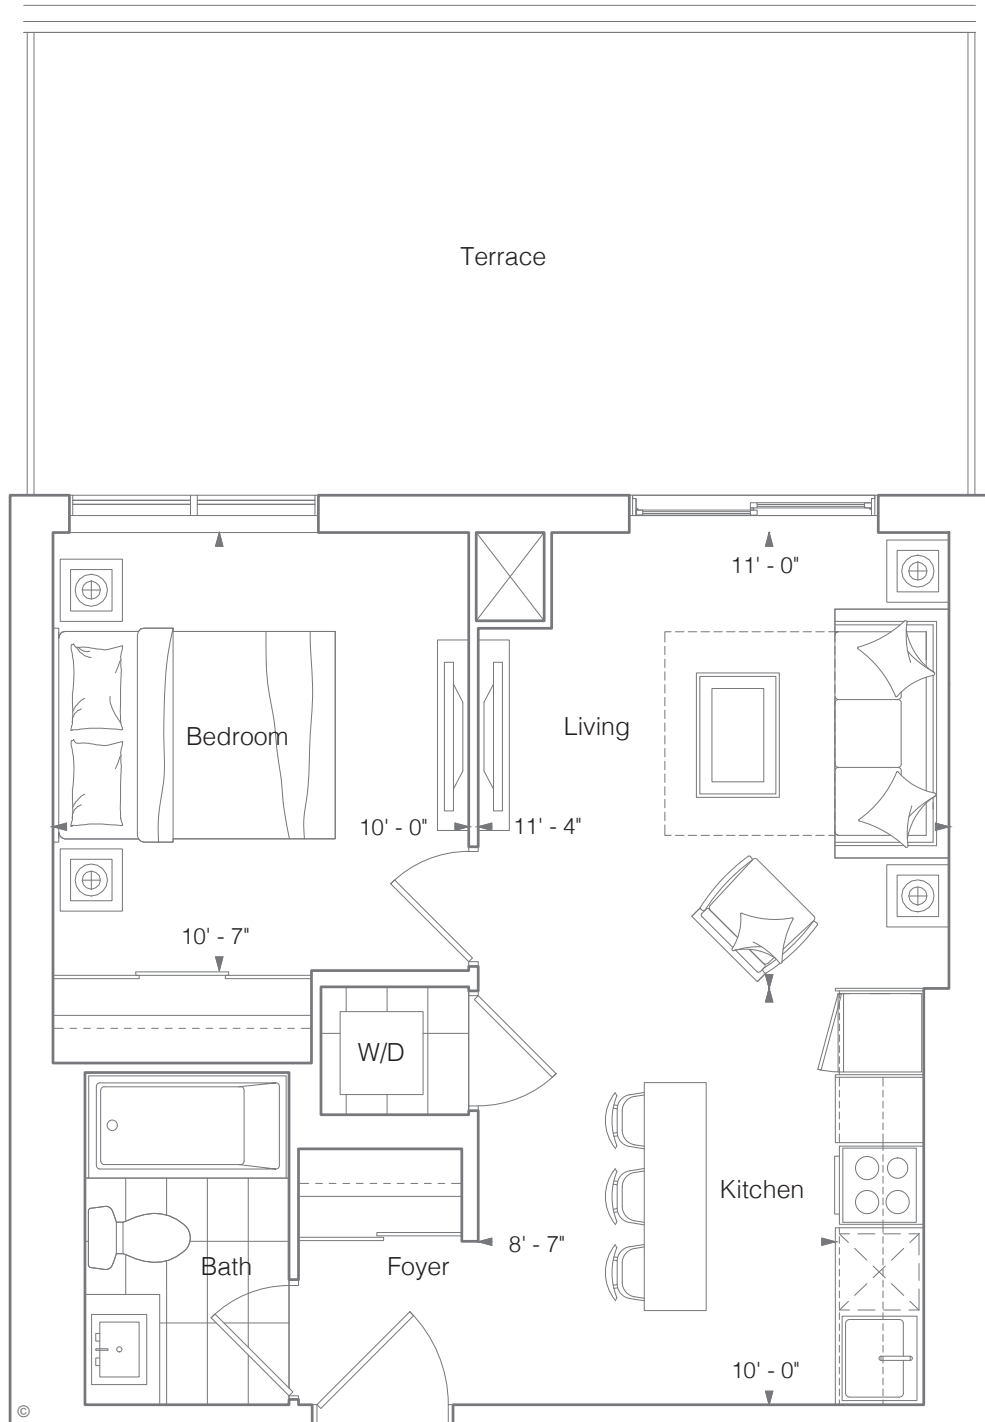 Terrace
11' - 0"
Living
Bedroom
10' - 0"
11' - 4"
10' - 7"
W/D
Kitchen
8' - 7"
Bath
Foyer
10' - 0"
©